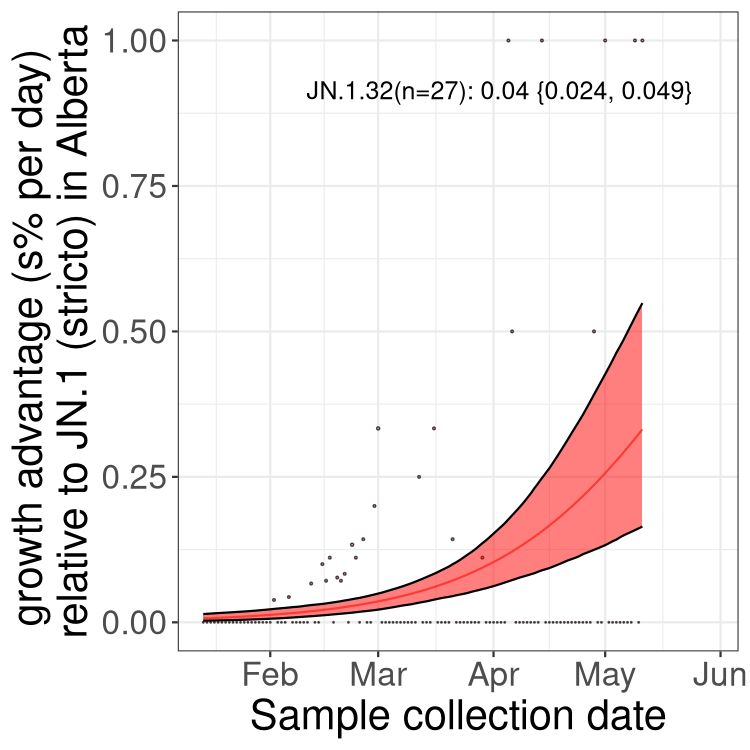 growth advantage (s% per day)
relative to JN.1 (stricto) in Alberta
1.00
JN.1.32(n=27): 0.04 {0.024, 0.049}
0.75
0.50
0.25
0.00
Feb Mar Apr May Jun
Sample collection date